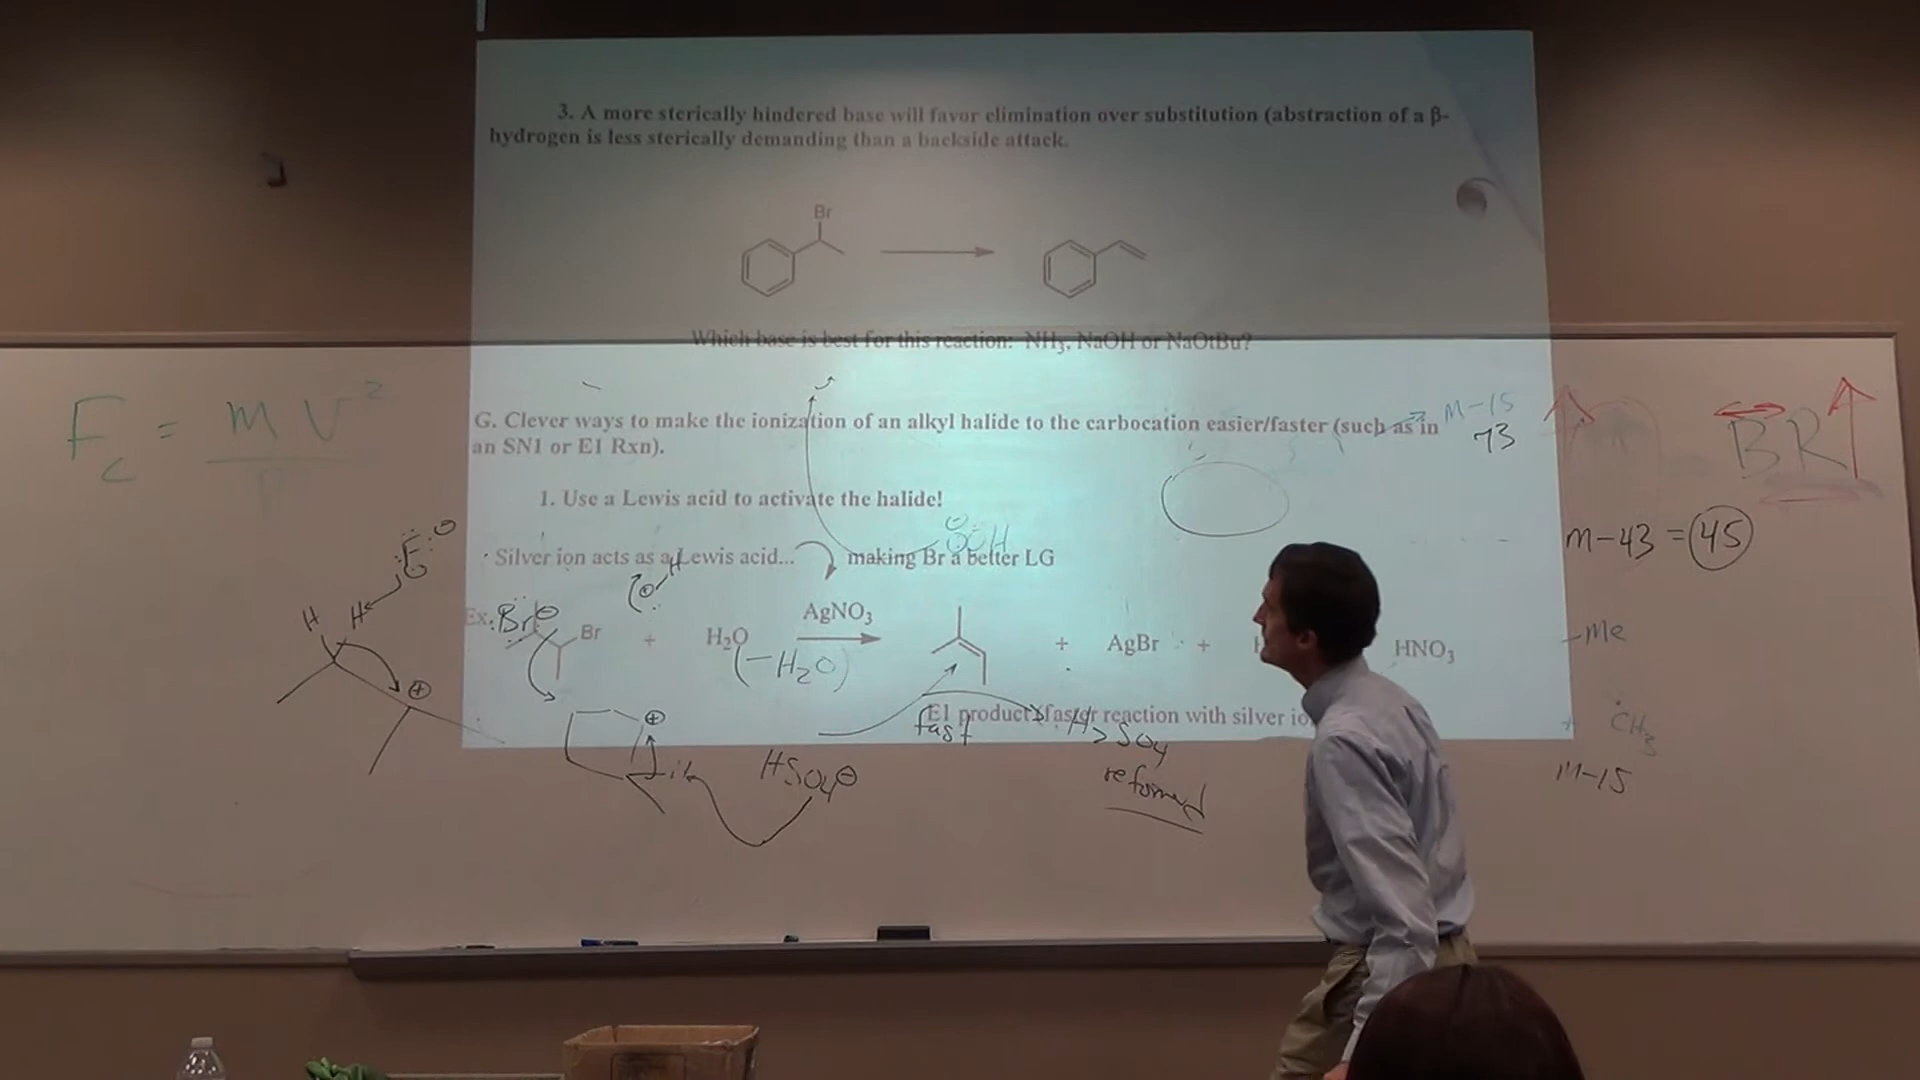 3. A more sterically hindered base will favor elimination over substitution (abstraction of a β-
hydrogen is less sterically demanding than a backside attack.
Br
Which base is best for this reaction: NH₃, NaOH or NaOtBu?
G. Clever ways to make the ionization of an alkyl halide to the carbocation easier/faster (such as in
an SN1 or E1 Rxn).
1. Use a Lewis acid to activate the halide!
Silver ion acts as a Lewis acid... making Br a better LG
Ex. Br + H₂O AgNO₃ + AgBr + HNO₃
E1 product faster reaction with silver
F_c = mv²
M-15
73
BR
m-43 = 45
H H
Br⊖
(-H₂O)
⊕
⊕
fast
H₂SO₄
reformed
HSO₄⊖
-Me
+ ·CH₃
M-15